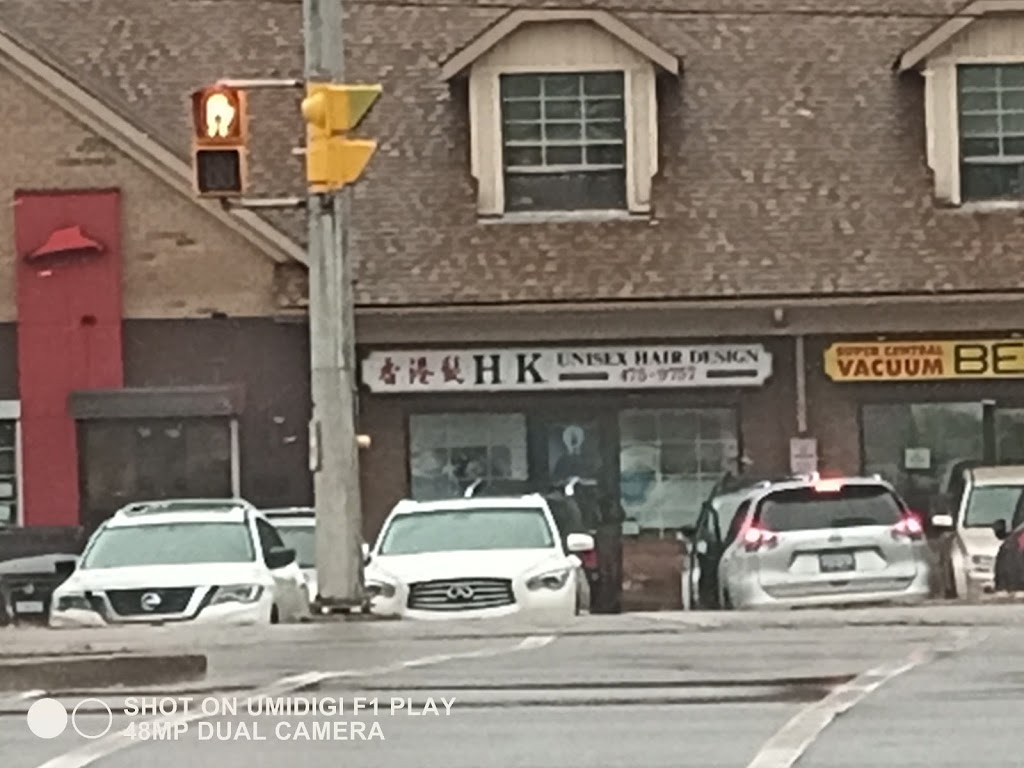 香港髮 HK UNISEX HAIR DESIGN
475-9757
SUPER CENTRAL
VACUUM BE
SHOT ON UMIDIGI F1 PLAY
48MP DUAL CAMERA